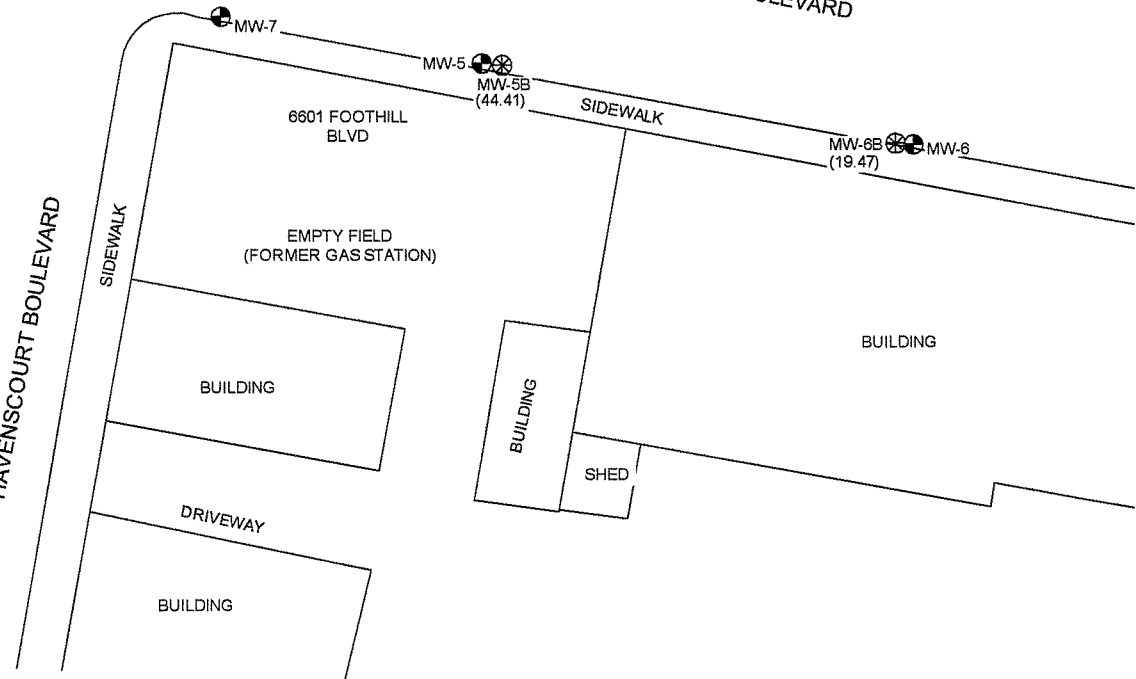 BOULEVARD
MW-7
MW-5
MW-5B
(44.41)
SIDEWALK
6601 FOOTHILL
BLVD
MW-6B
(19.47)
MW-6
HAVENSCOURT BOULEVARD
SIDEWALK
EMPTY FIELD
(FORMER GAS STATION)
BUILDING
BUILDING
BUILDING
SHED
DRIVEWAY
BUILDING